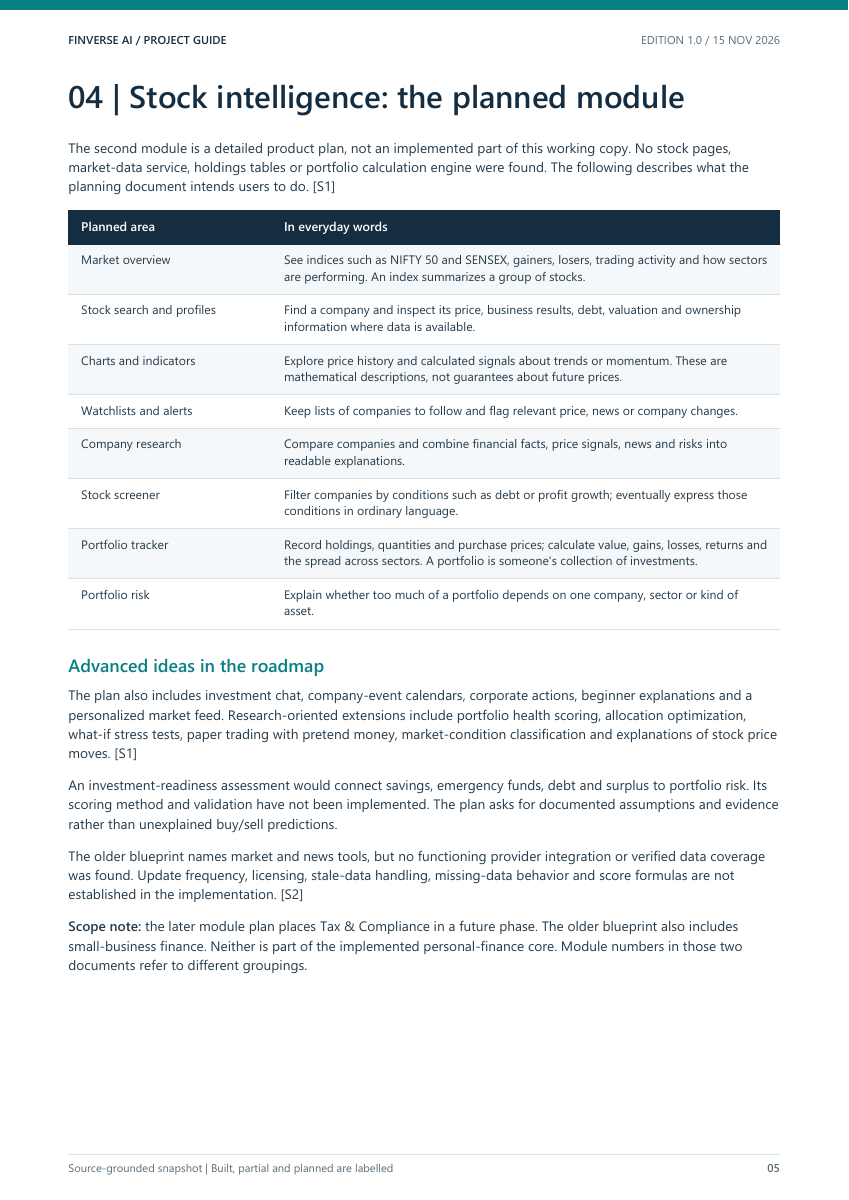 FINVERSE AI / PROJECT GUIDE
EDITION 1.0 / 15 NOV 2026
04 | Stock intelligence: the planned module
The second module is a detailed product plan, not an implemented part of this working copy. No stock pages,
market-data service, holdings tables or portfolio calculation engine were found. The following describes what the
planning document intends users to do. [S1]
Planned area
In everyday words
Market overview
See indices such as NIFTY 50 and SENSEX, gainers, losers, trading activity and how sectors
are performing. An index summarizes a group of stocks.
Stock search and profiles
Find a company and inspect its price, business results, debt, valuation and ownership
information where data is available.
Charts and indicators
Explore price history and calculated signals about trends or momentum. These are
mathematical descriptions, not guarantees about future prices.
Watchlists and alerts
Keep lists of companies to follow and flag relevant price, news or company changes.
Company research
Compare companies and combine financial facts, price signals, news and risks into
readable explanations.
Stock screener
Filter companies by conditions such as debt or profit growth; eventually express those
conditions in ordinary language.
Portfolio tracker
Record holdings, quantities and purchase prices; calculate value, gains, losses, returns and
the spread across sectors. A portfolio is someone's collection of investments.
Portfolio risk
Explain whether too much of a portfolio depends on one company, sector or kind of
asset.
Advanced ideas in the roadmap
The plan also includes investment chat, company-event calendars, corporate actions, beginner explanations and a
personalized market feed. Research-oriented extensions include portfolio health scoring, allocation optimization,
what-if stress tests, paper trading with pretend money, market-condition classification and explanations of stock price
moves. [S1]
An investment-readiness assessment would connect savings, emergency funds, debt and surplus to portfolio risk. Its
scoring method and validation have not been implemented. The plan asks for documented assumptions and evidence
rather than unexplained buy/sell predictions.
The older blueprint names market and news tools, but no functioning provider integration or verified data coverage
was found. Update frequency, licensing, stale-data handling, missing-data behavior and score formulas are not
established in the implementation. [S2]
Scope note: the later module plan places Tax & Compliance in a future phase. The older blueprint also includes
small-business finance. Neither is part of the implemented personal-finance core. Module numbers in those two
documents refer to different groupings.
Source-grounded snapshot | Built, partial and planned are labelled
05